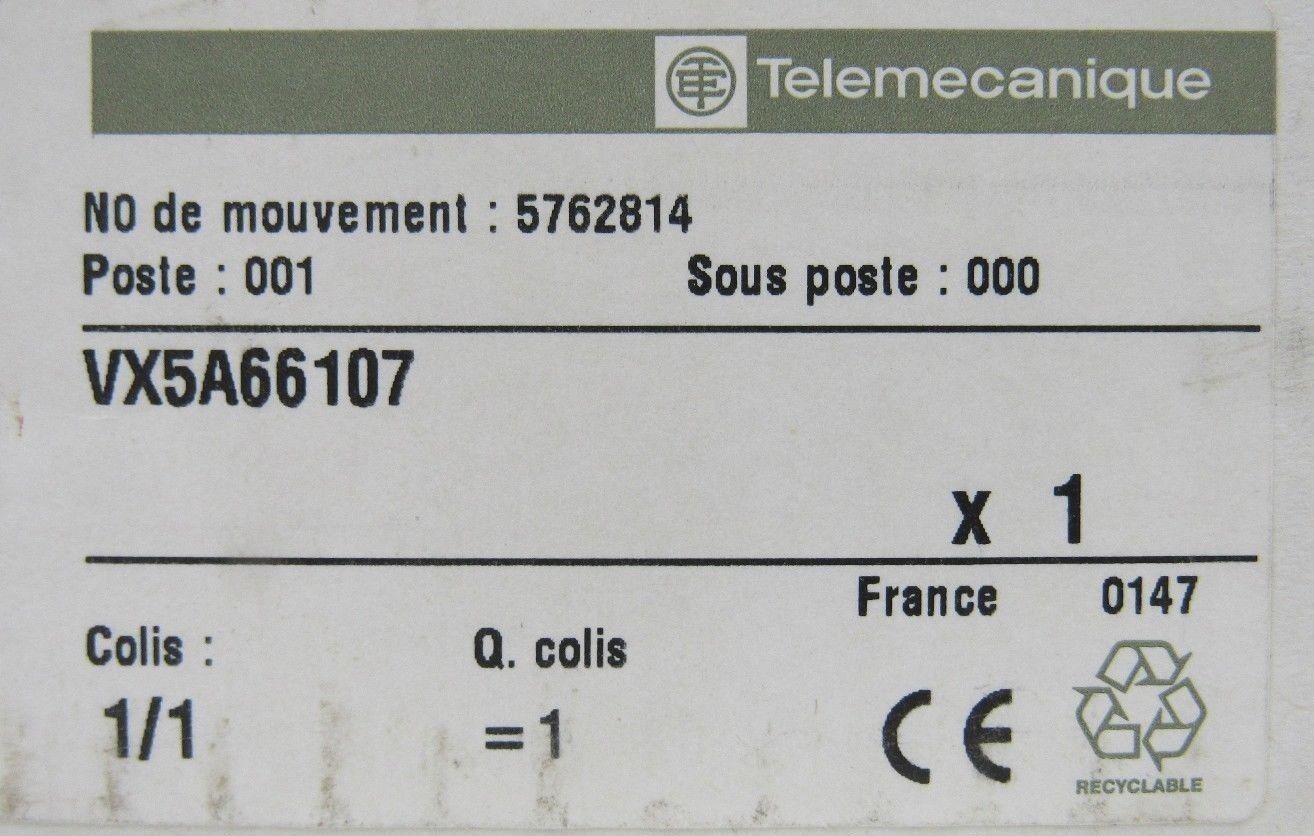 Telemecanique
NO de mouvement : 5762814
Poste : 001 Sous poste : 000
VX5A66107
x 1
France 0147
Colis : Q. colis
1/1 = 1
CE
RECYCLABLE